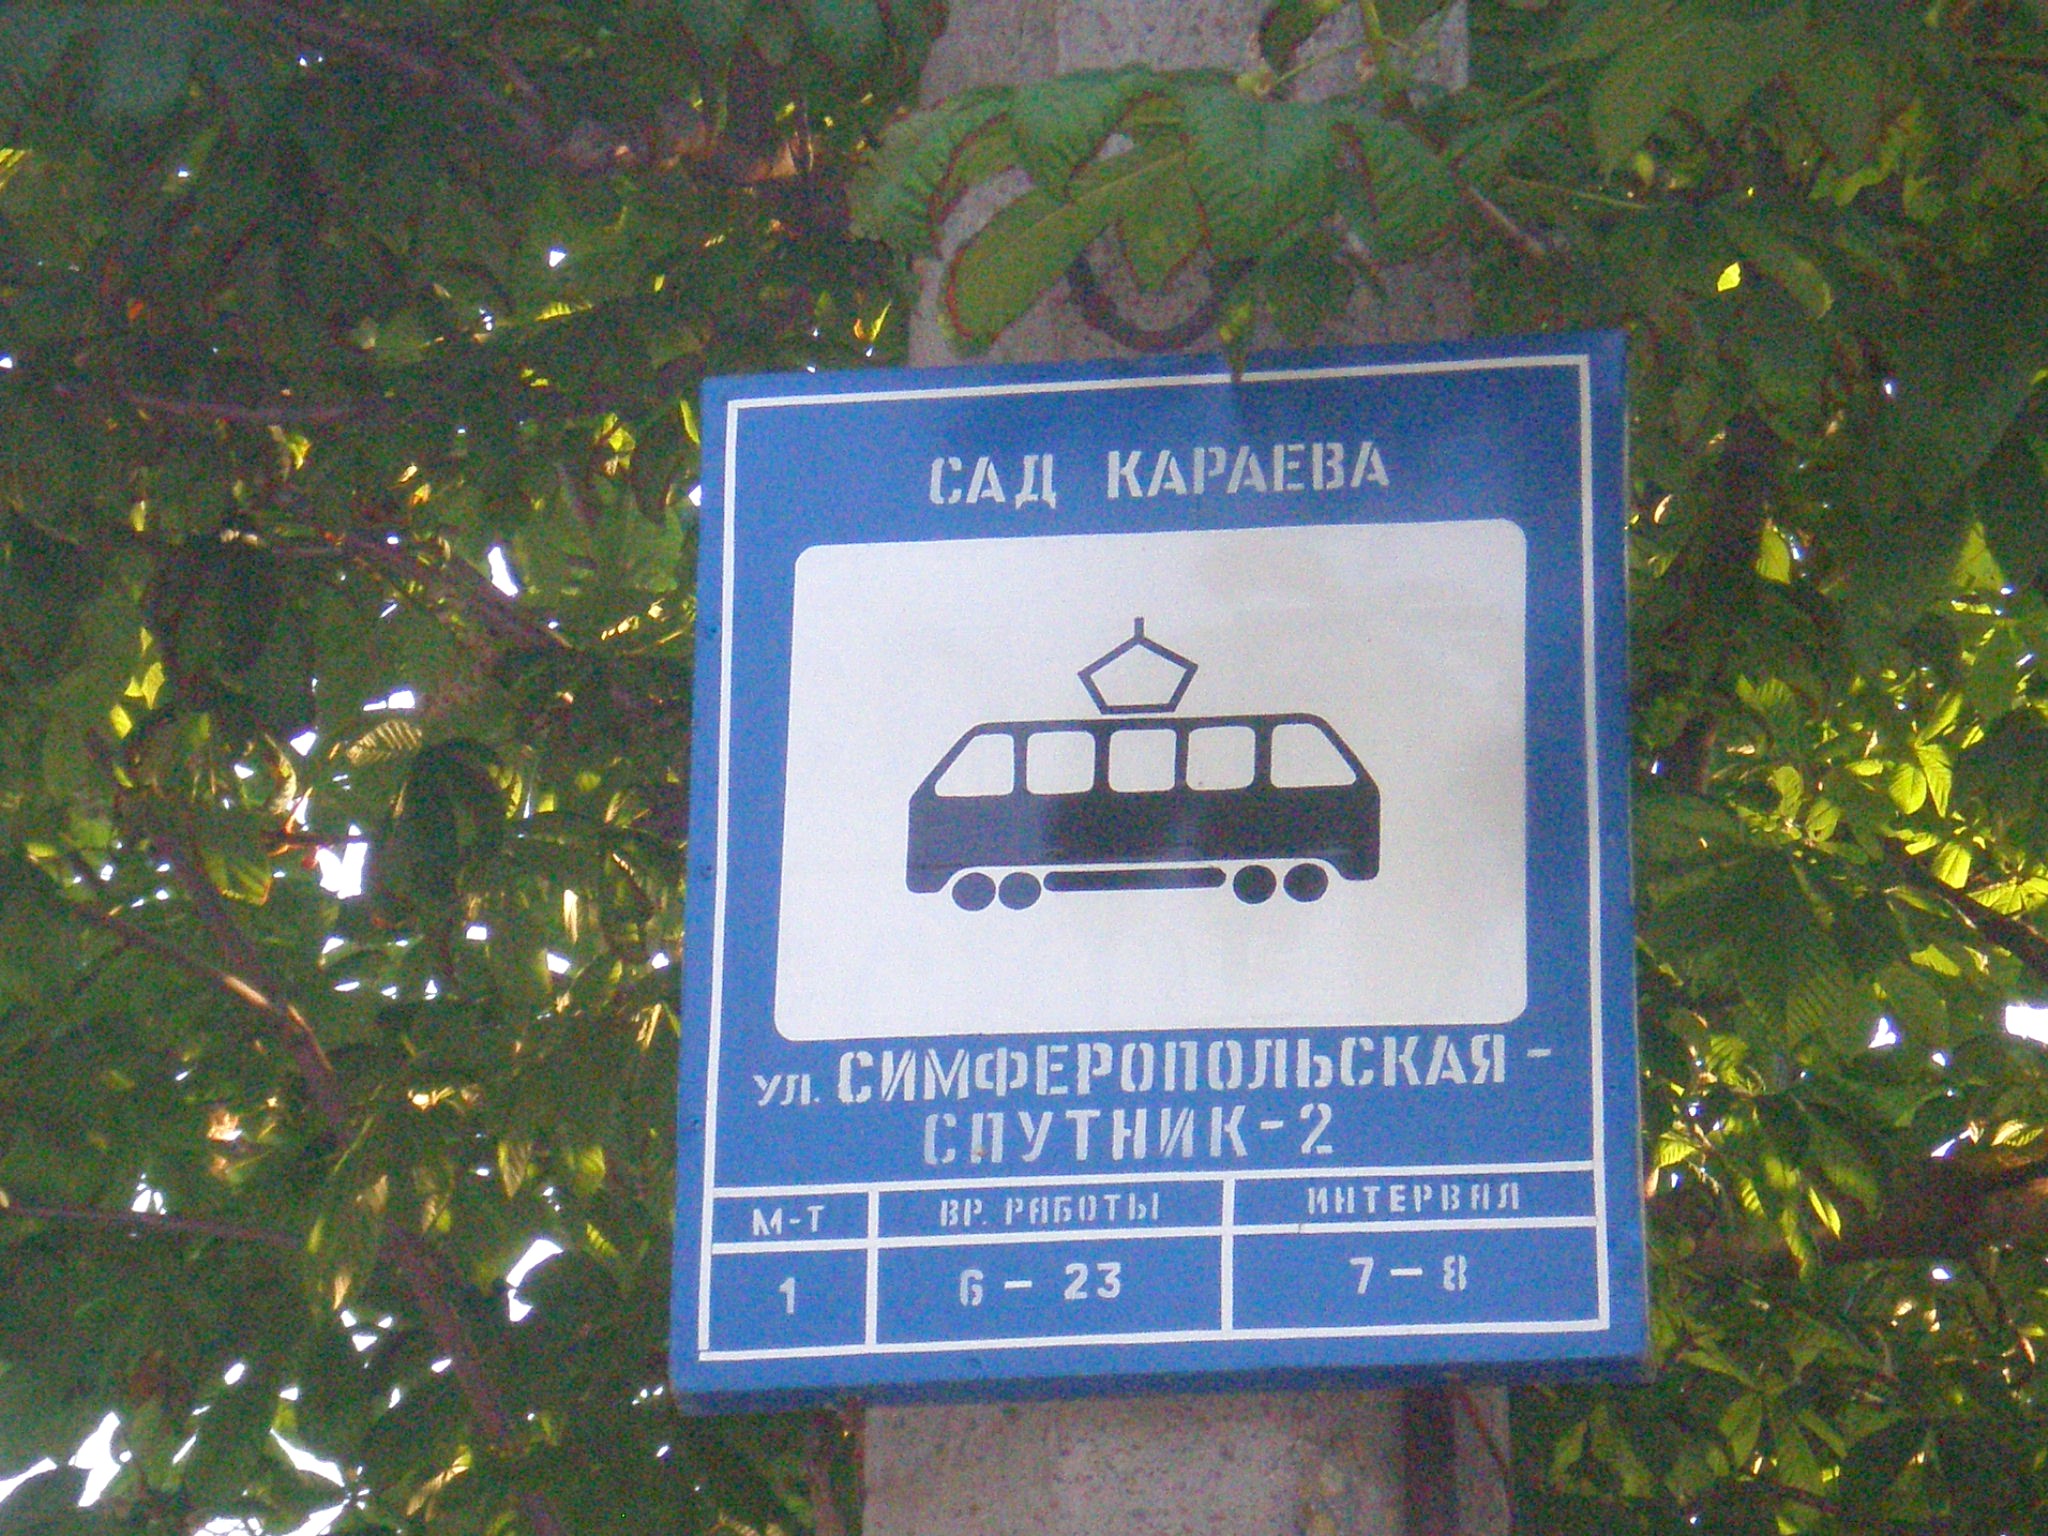 САД КАРАЕВА
УЛ. СИМФЕРОПОЛЬСКАЯ -
СПУТНИК-2
М-Т ВР. РАБОТЫ ИНТЕРВАЛ
1 6 - 23 7 - 8